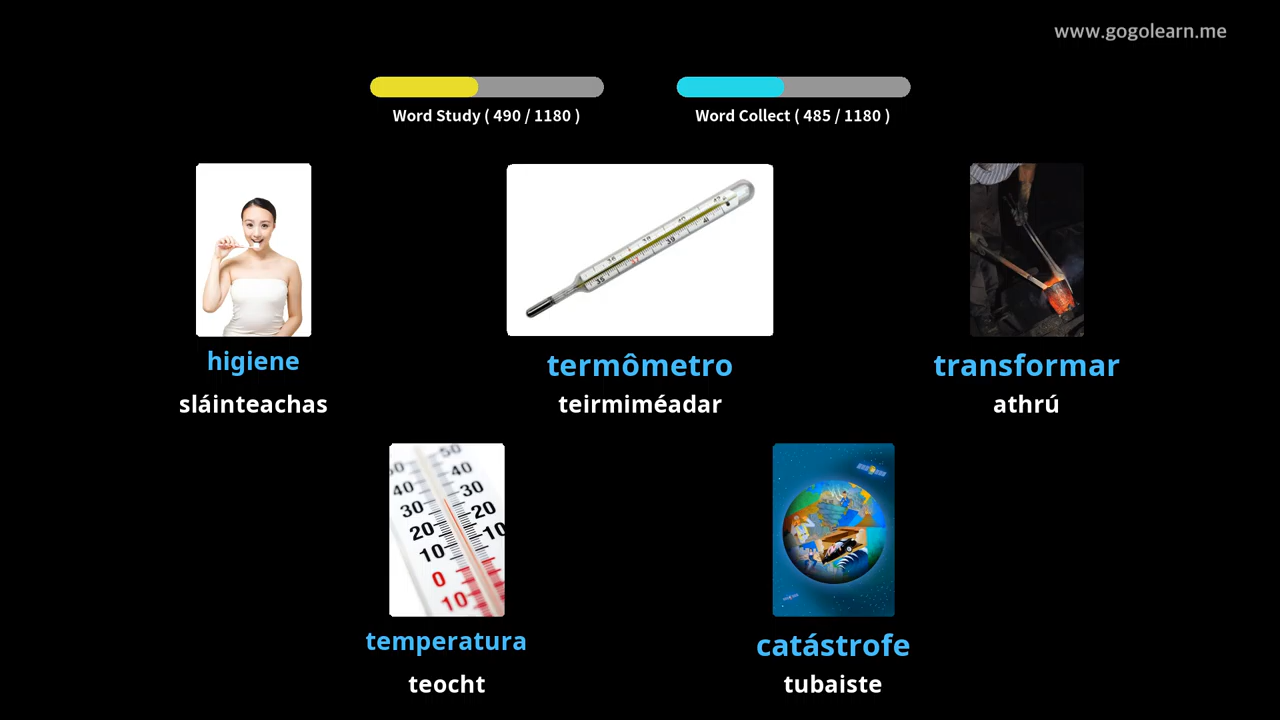 www.gogolearn.me
Word Study ( 490 / 1180 )
Word Collect ( 485 / 1180 )
higiene
sláinteachas
termômetro
teirmiméadar
transformar
athrú
temperatura
teocht
catástrofe
tubaiste